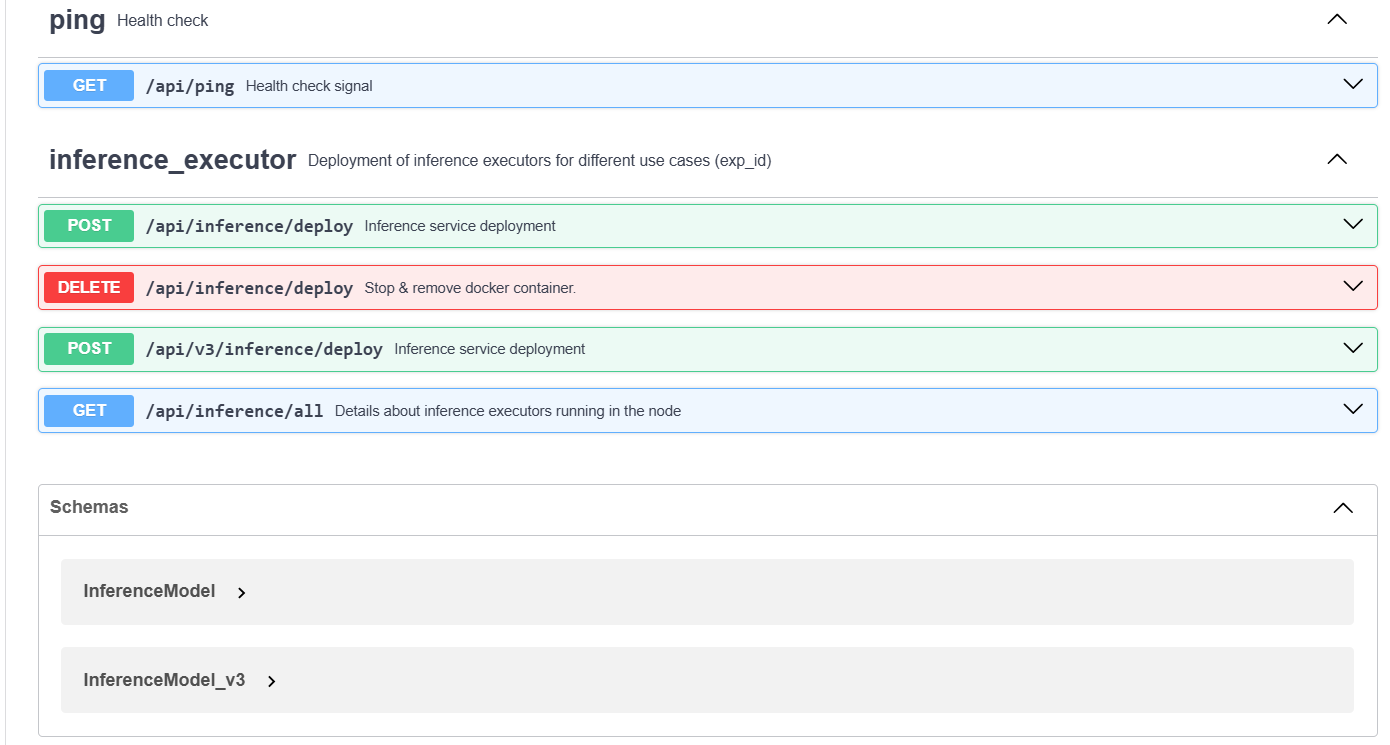 ping Health check
GET /api/ping Health check signal
inference_executor Deployment of inference executors for different use cases (exp_id)
POST /api/inference/deploy Inference service deployment
DELETE /api/inference/deploy Stop & remove docker container.
POST /api/v3/inference/deploy Inference service deployment
GET /api/inference/all Details about inference executors running in the node
Schemas
InferenceModel
InferenceModel_v3